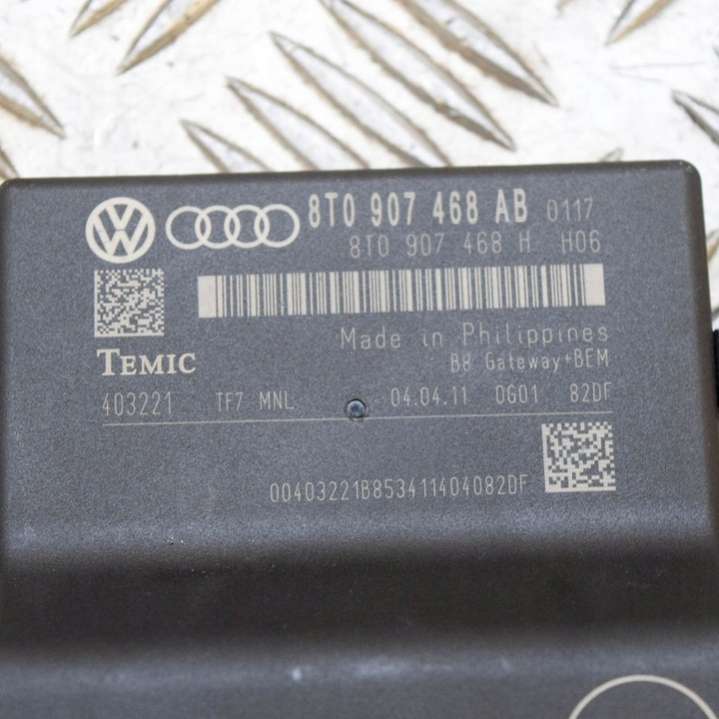 8T0 907 468 AB 0117
8T0 907 468 H H06
Made in Philippines
B8 Gateway+BEM
TEMIC
403221 TF7 MNL 04.04.11 0G01 82DF
00403221B853411404082DF